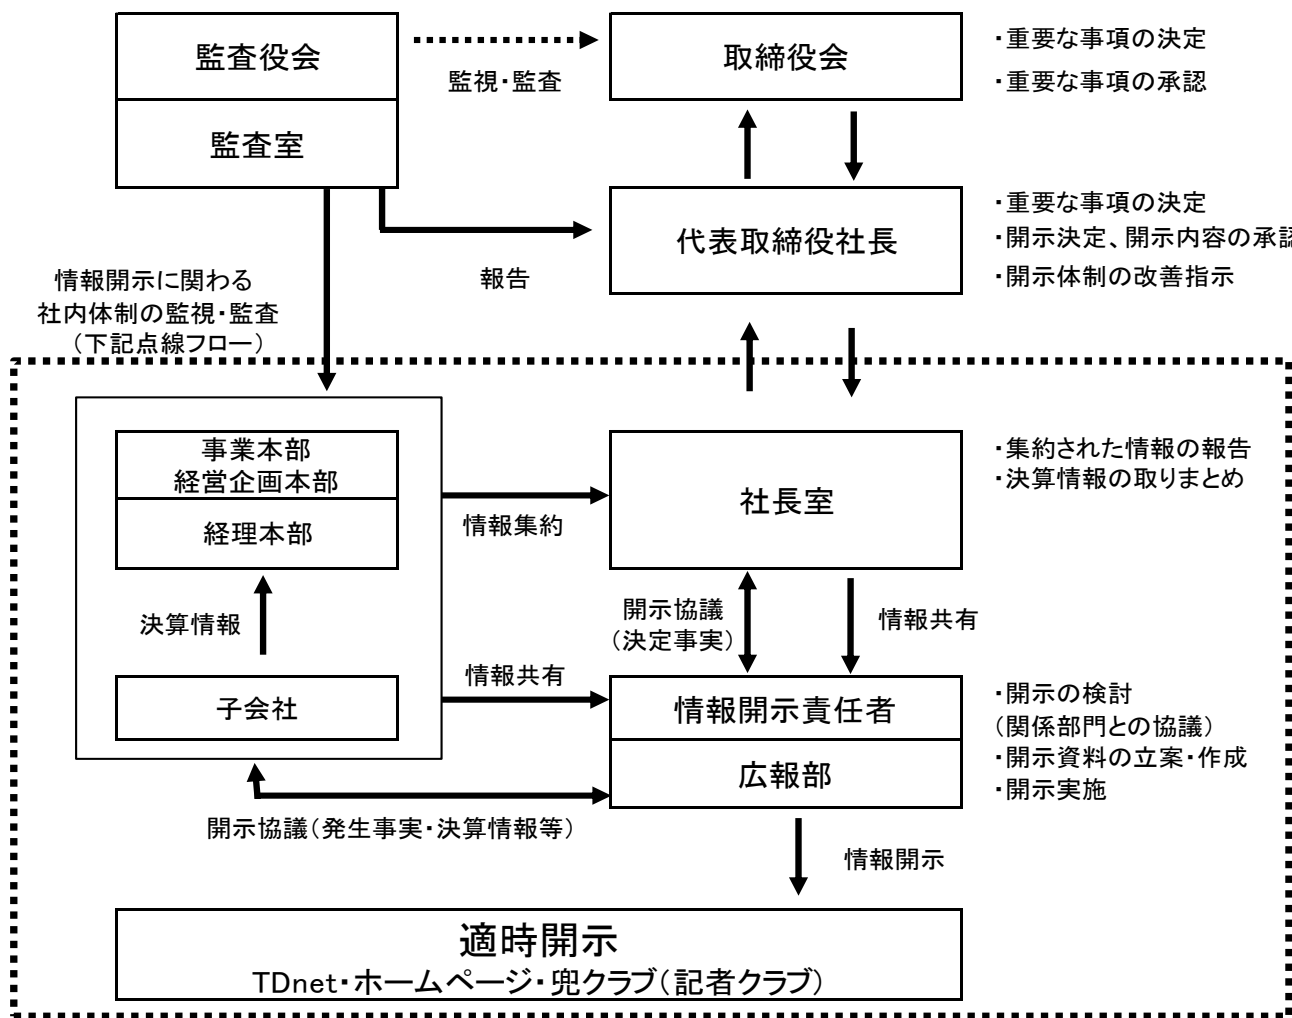 監査役会
監査室
監視・監査
取締役会
・重要な事項の決定
・重要な事項の承認
報告
代表取締役社長
・重要な事項の決定
・開示決定、開示内容の承認
・開示体制の改善指示
情報開示に関わる
社内体制の監視・監査
（下記点線フロー）
事業本部
経営企画本部
経理本部
決算情報
子会社
情報集約
社長室
・集約された情報の報告
・決算情報の取りまとめ
開示協議
（決定事実）
情報共有
情報共有
情報開示責任者
広報部
・開示の検討
(関係部門との協議)
・開示資料の立案・作成
・開示実施
開示協議（発生事実・決算情報等）
情報開示
適時開示
TDnet・ホームページ・兜クラブ（記者クラブ）